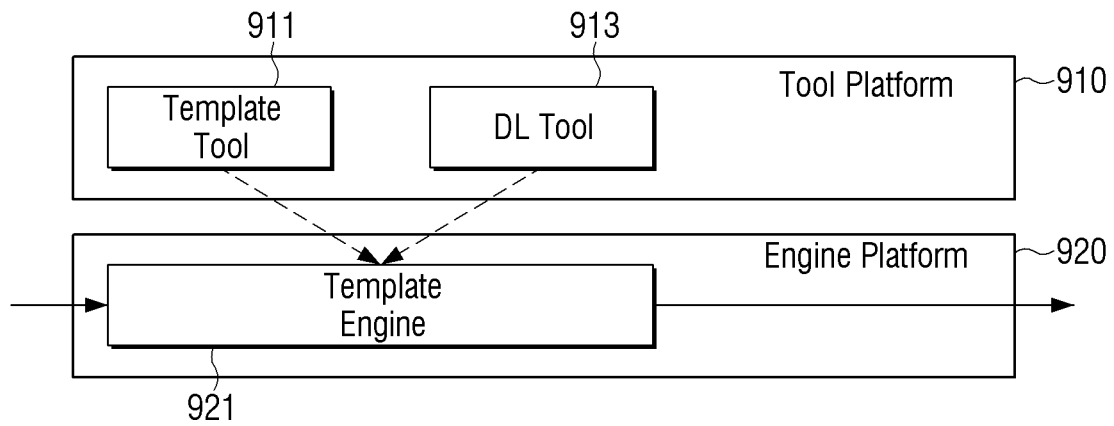 911
913
Tool Platform
910
Template
Tool
DL Tool
Engine Platform
920
Template
Engine
921